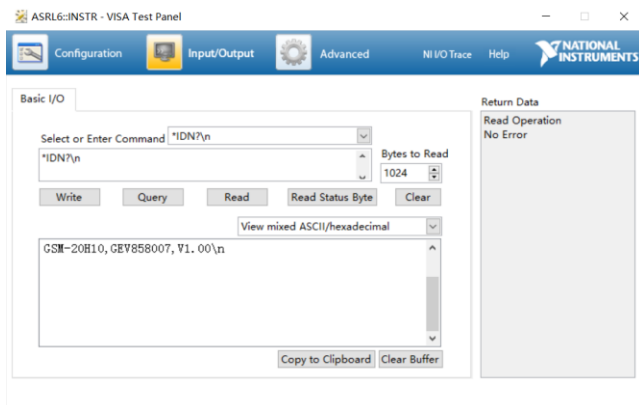 ASRL6::INSTR - VISA Test Panel
Configuration
Input/Output
Advanced
NI I/O Trace
Help
NATIONAL
INSTRUMENTS
Basic I/O
Select or Enter Command
*IDN?\n
*IDN?\n
Bytes to Read
1024
Write
Query
Read
Read Status Byte
Clear
View mixed ASCII/hexadecimal
GSM-20H10,GEV858007,V1.00\n
Copy to Clipboard
Clear Buffer
Return Data
Read Operation
No Error